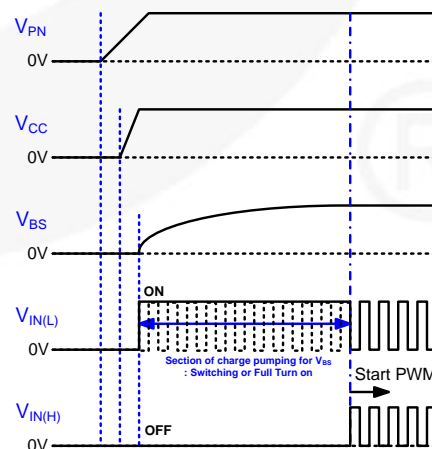 VPN
0V
VCC
0V
VBS
0V
ON
VIN(L)
0V
Section of charge pumping for VBS
: Switching or Full Turn on
Start PWM
VIN(H)
OFF
0V